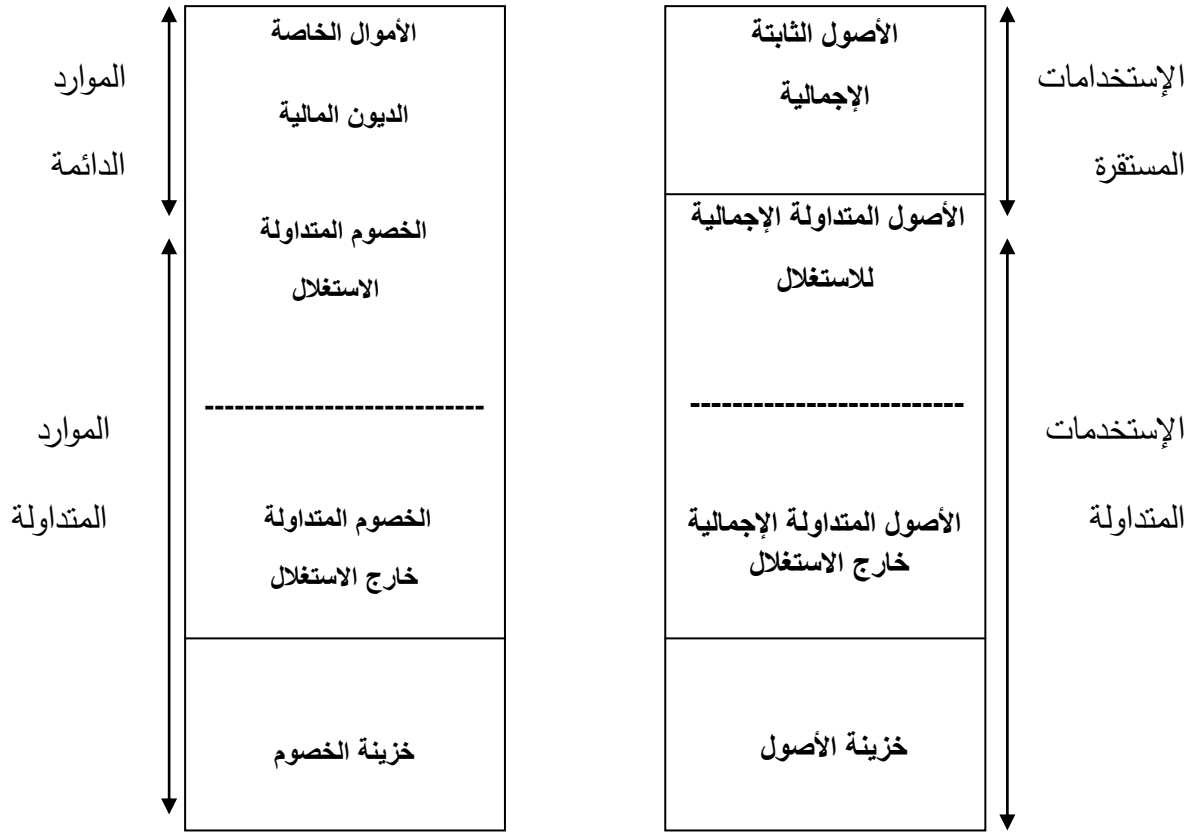 الأصول الثابتة
الإجمالية
الإستخدامات
المستقرة
الأصول المتداولة الإجمالية
للاستغلال
---------------------------
الإستخدمات
المتداولة
الأصول المتداولة الإجمالية
خارج الاستغلال
خزينة الأصول
الأموال الخاصة
الديون المالية
الموارد
الدائمة
الخصوم المتداولة
الاستغلال
----------------------------
الموارد
المتداولة
الخصوم المتداولة
خارج الاستغلال
خزينة الخصوم